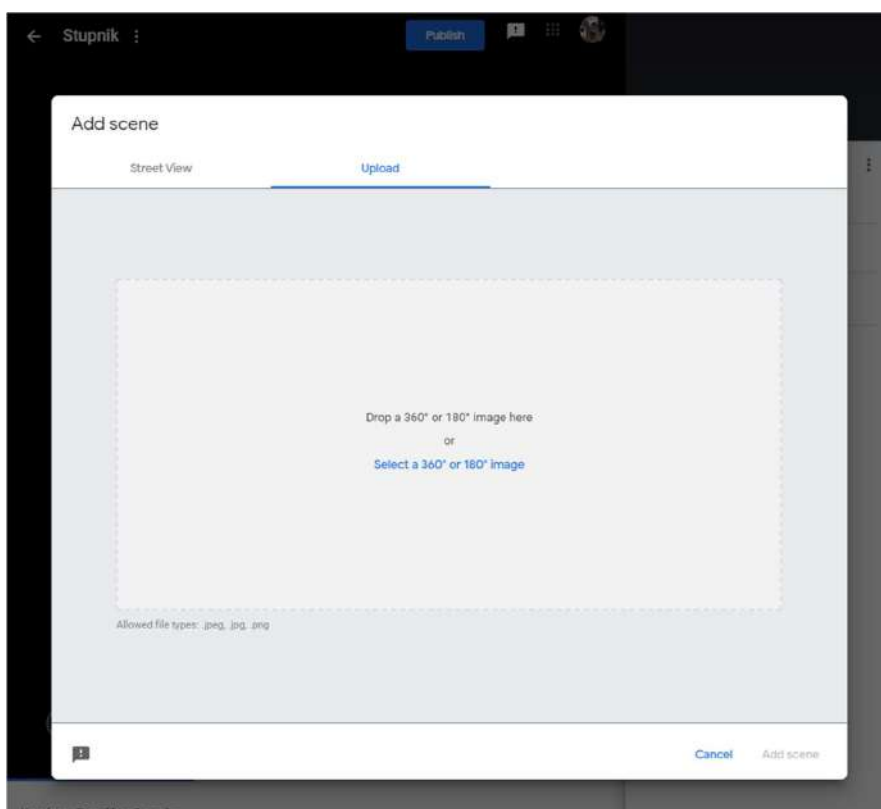 Stupnik
Publish
Add scene
Street View
Upload
Drop a 360° or 180° image here
or
Select a 360° or 180° image
Allowed file types: .jpeg, .jpg, .png
Cancel
Add scene